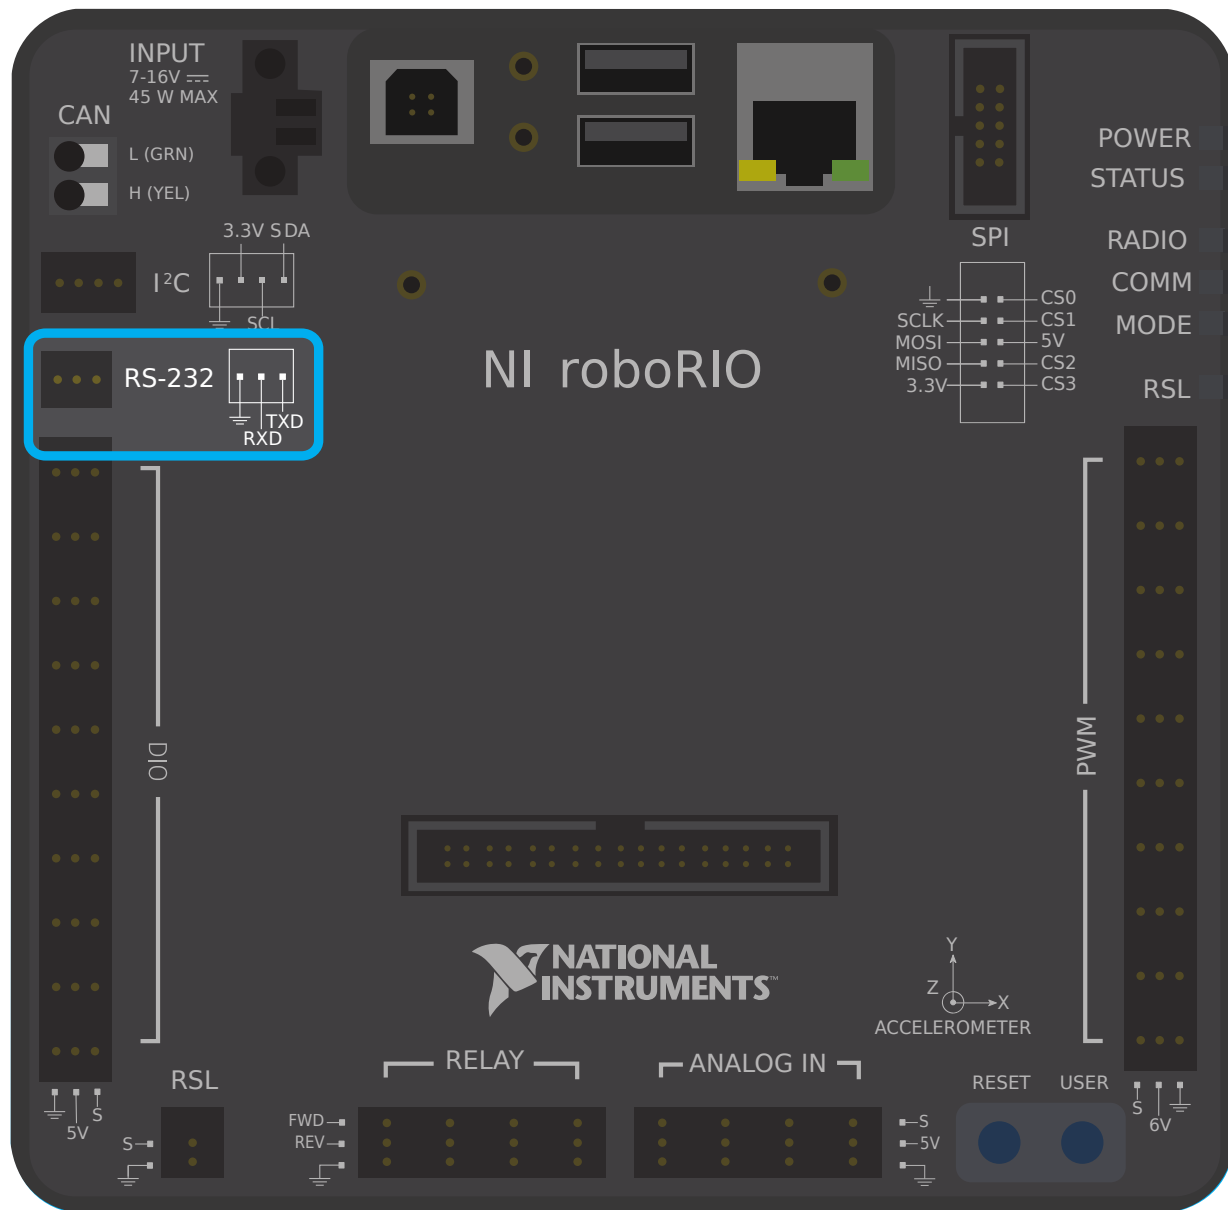 INPUT
7-16V
45 W MAX
CAN
L (GRN)
H (YEL)
POWER
STATUS
RADIO
COMM
MODE
RSL
3.3V SDA
I²C
SCL
SPI
CS0
SCLK
CS1
MOSI
5V
MISO
CS2
3.3V
CS3
RS-232
TXD
RXD
NI roboRIO
DIO
PWM
NATIONAL
INSTRUMENTS™
Y
Z
X
ACCELEROMETER
S
5V
RSL
S
RELAY
FWD
REV
ANALOG IN
S
5V
RESET
USER
S
6V